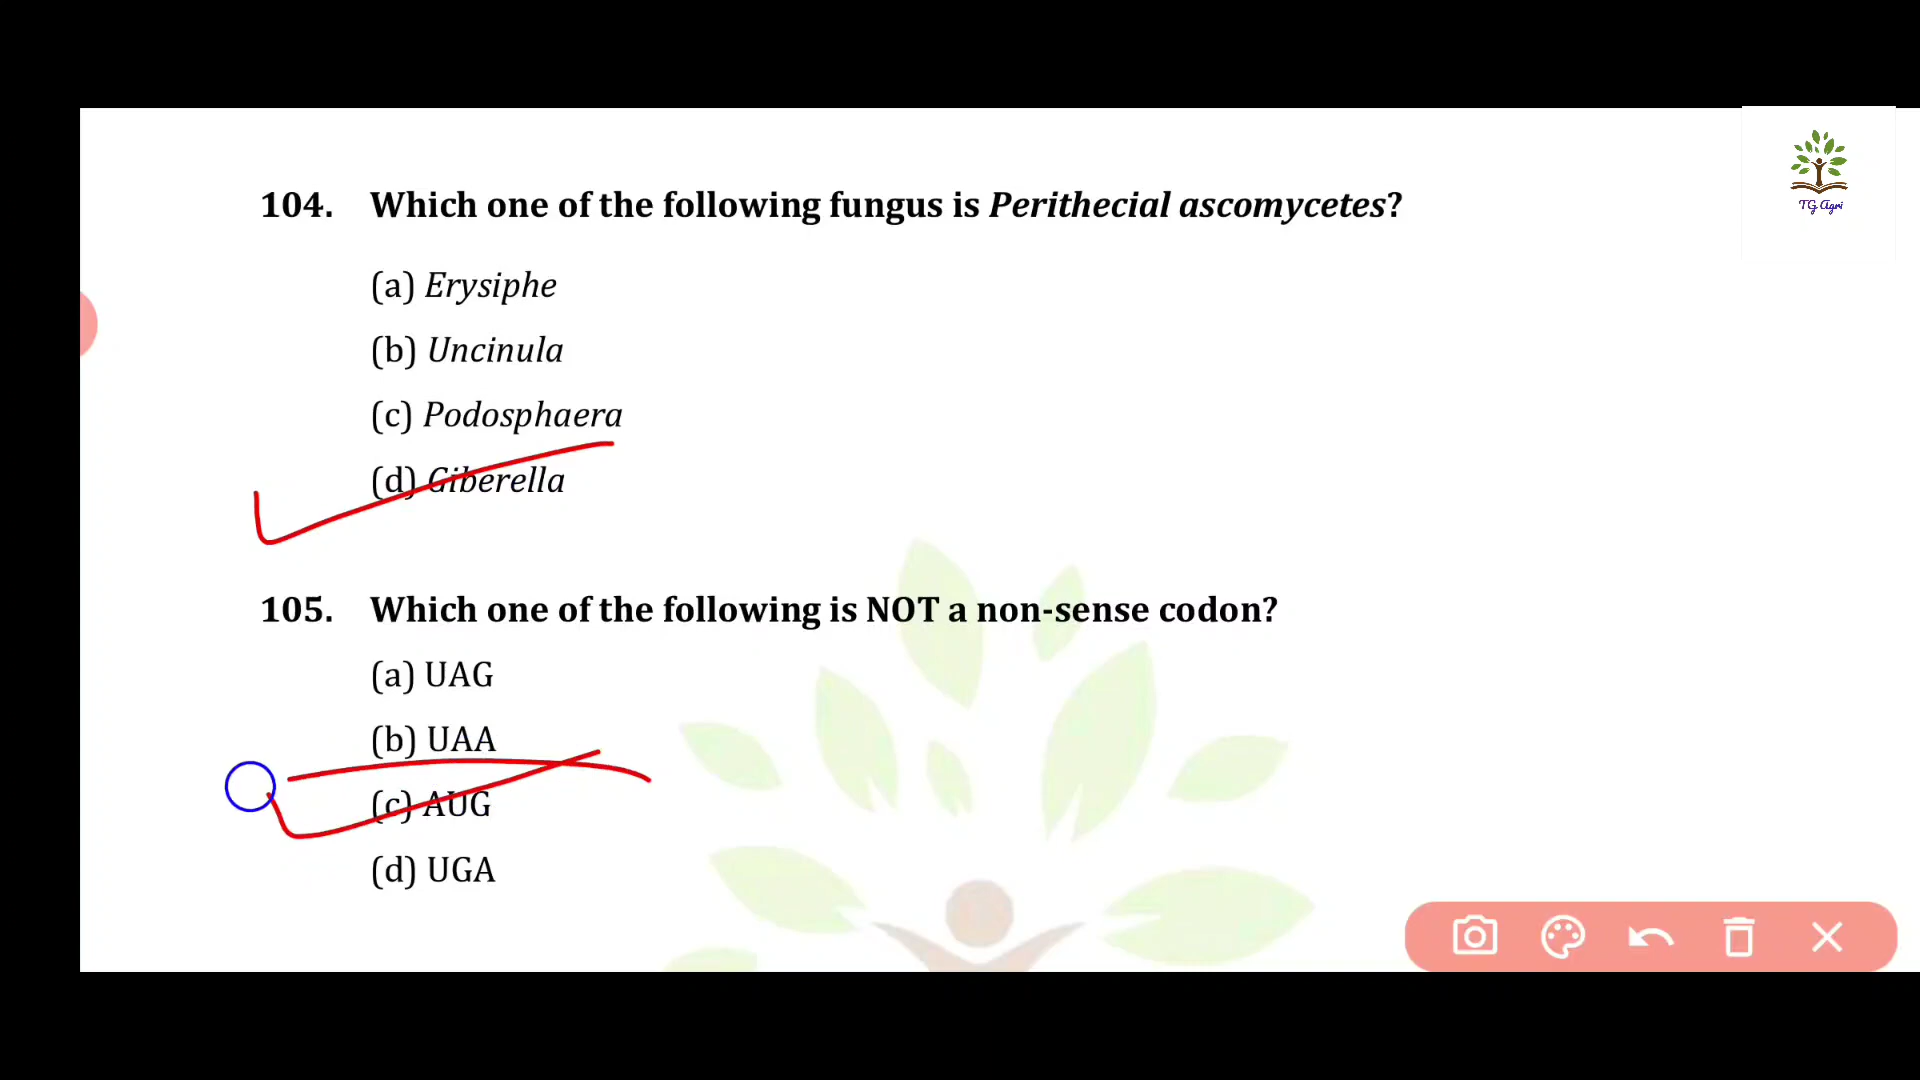 TG Agri
104. Which one of the following fungus is Perithecial ascomycetes?
(a) Erysiphe
(b) Uncinula
(c) Podosphaera
(d) Giberella
105. Which one of the following is NOT a non-sense codon?
(a) UAG
(b) UAA
(c) AUG
(d) UGA